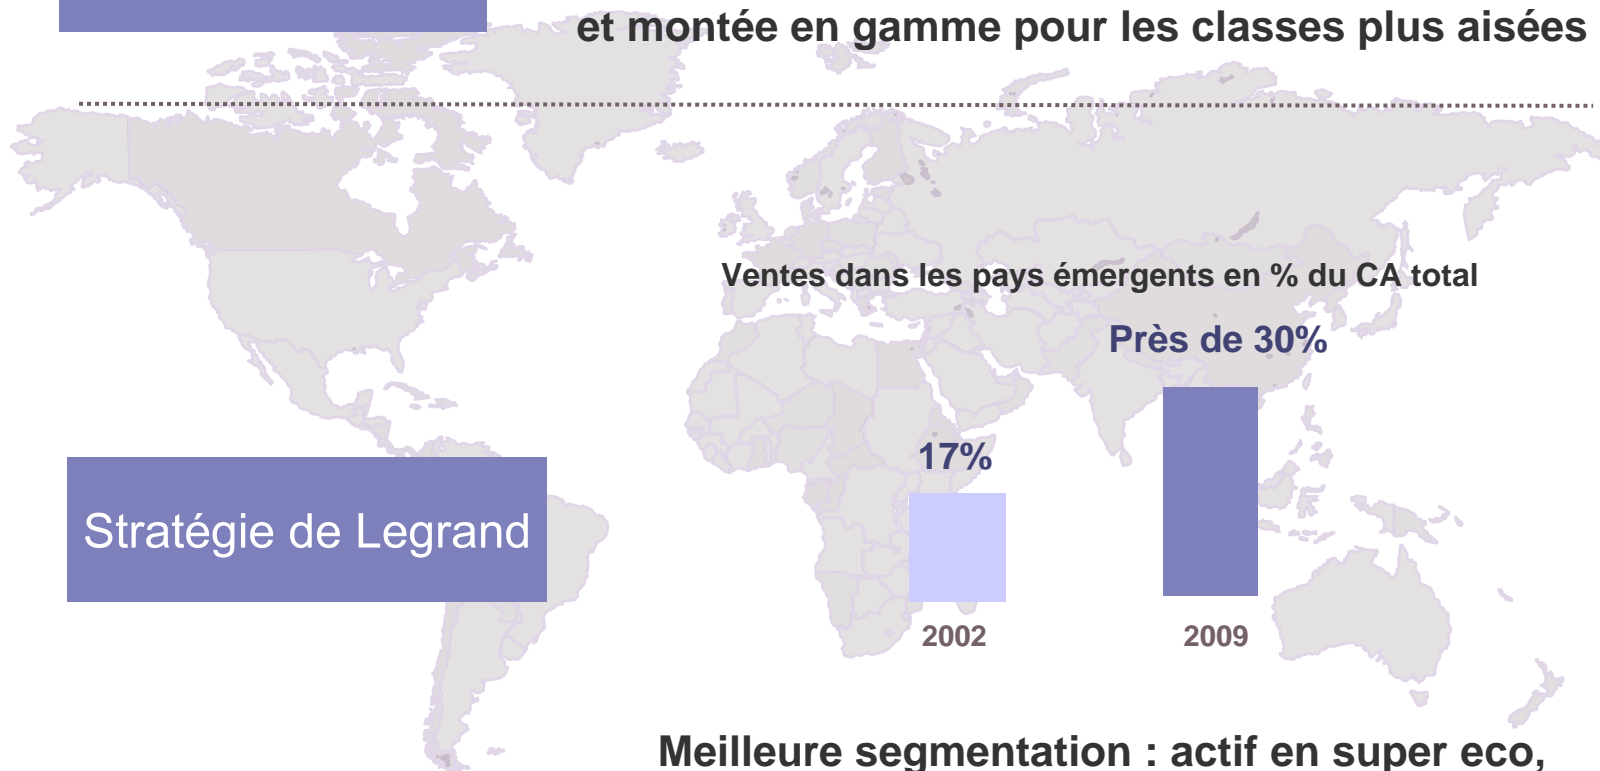 et montée en gamme pour les classes plus aisées
Ventes dans les pays émergents en % du CA total
Près de 30%
17%
Stratégie de Legrand
2002
2009
Meilleure segmentation : actif en super eco,